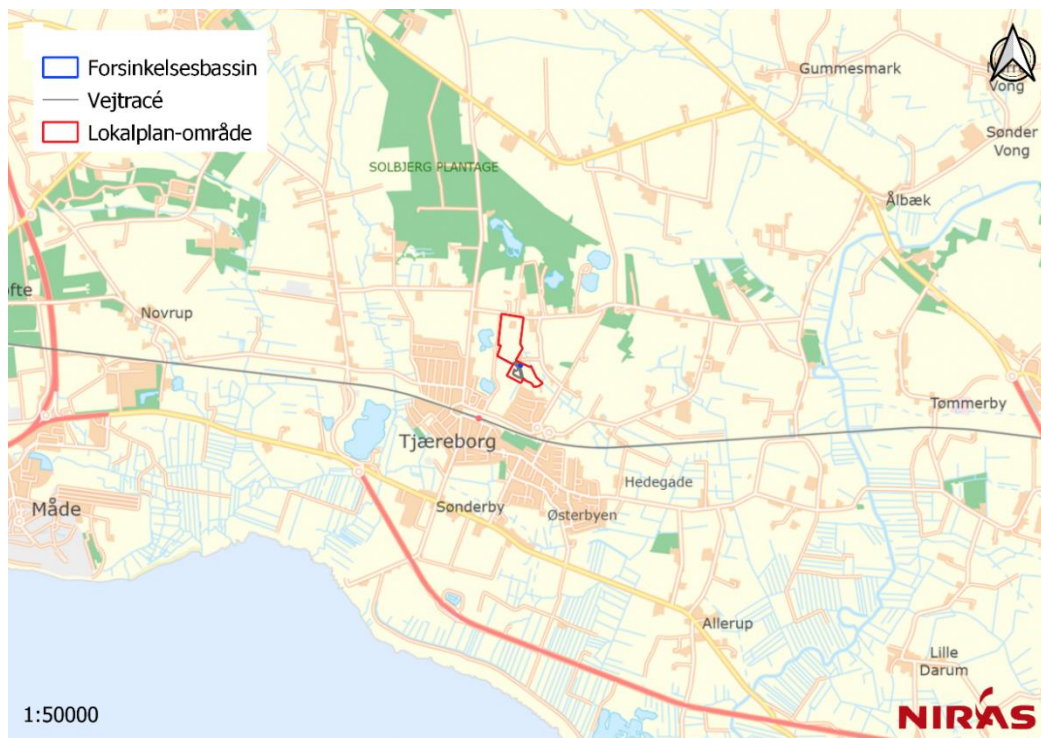 Forsinkelsesbassin
Vejtracé
Lokalplan-område
Gummesmark
Vong
Sønder
Vong
SOLBJERG PLANTAGE
Ålbæk
Novrup
Tjæreborg
Tømmerby
Hedegade
Måde
Sønderby
Østerbyen
Allerup
Lille
Darum
1:50000
NIRAS